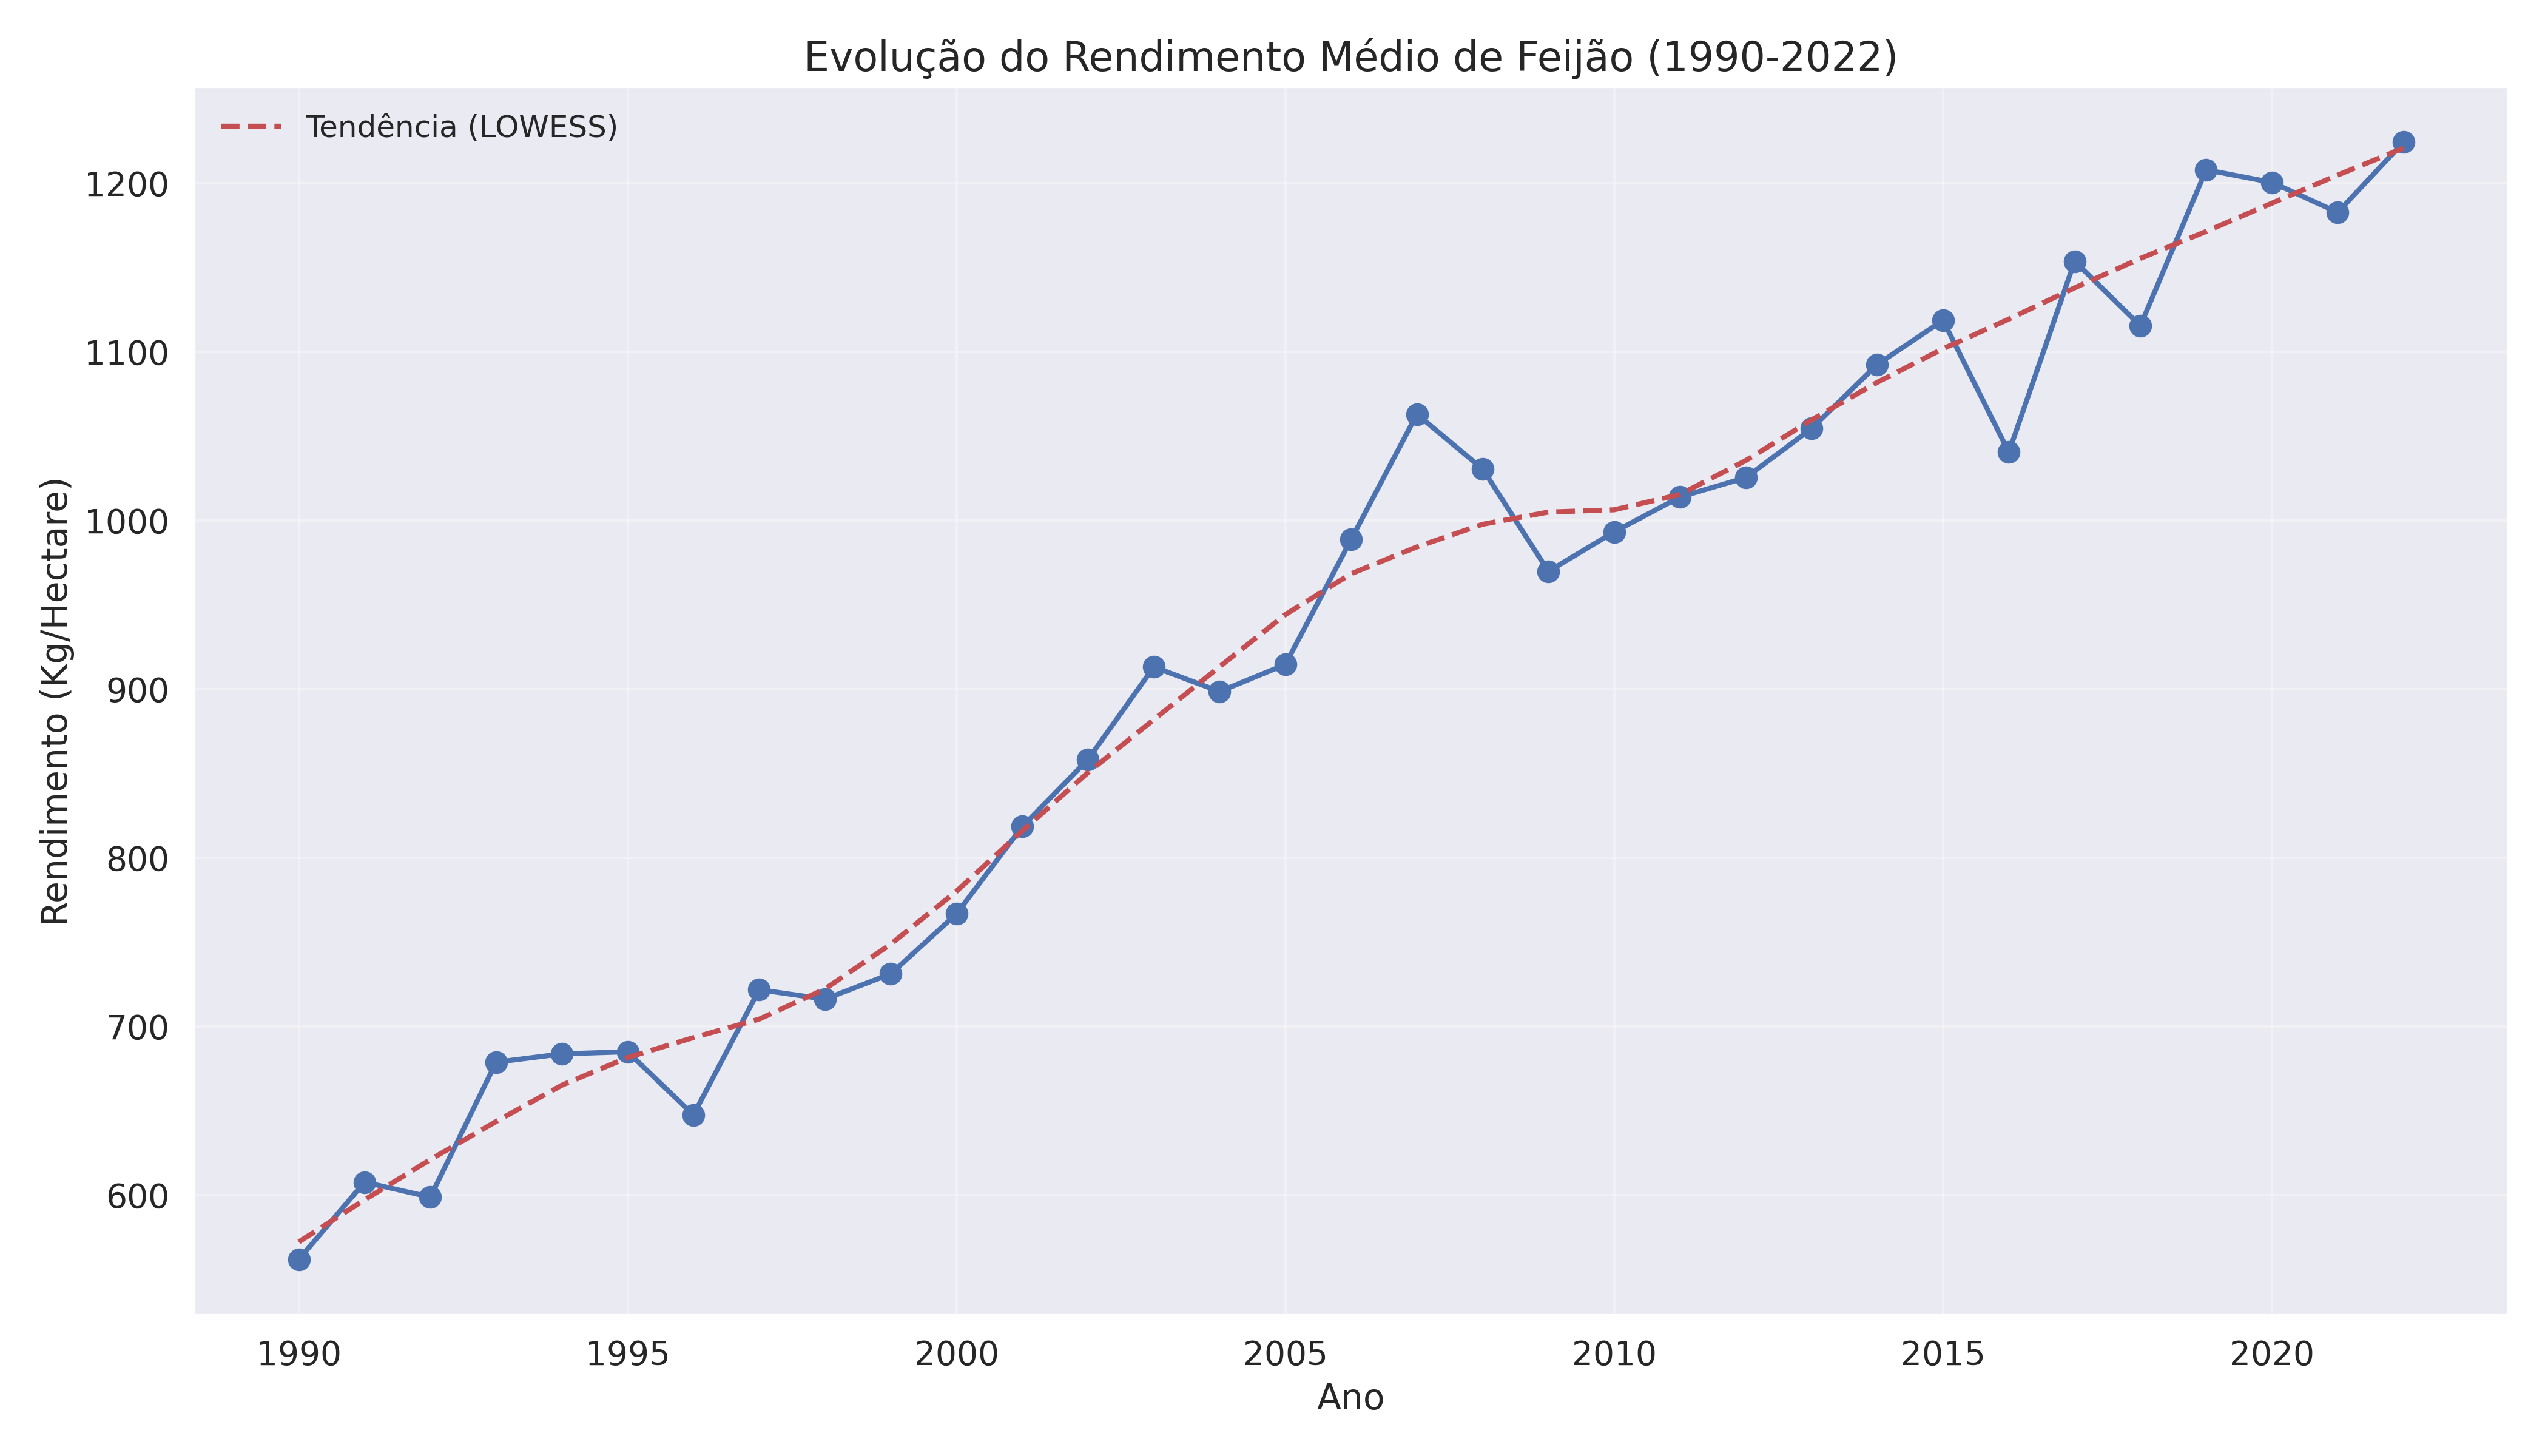 Evolução do Rendimento Médio de Feijão (1990-2022)
Tendência (LOWESS)
Rendimento (Kg/Hectare)
1200
1100
1000
900
800
700
600
1990 1995 2000 2005 2010 2015 2020
Ano